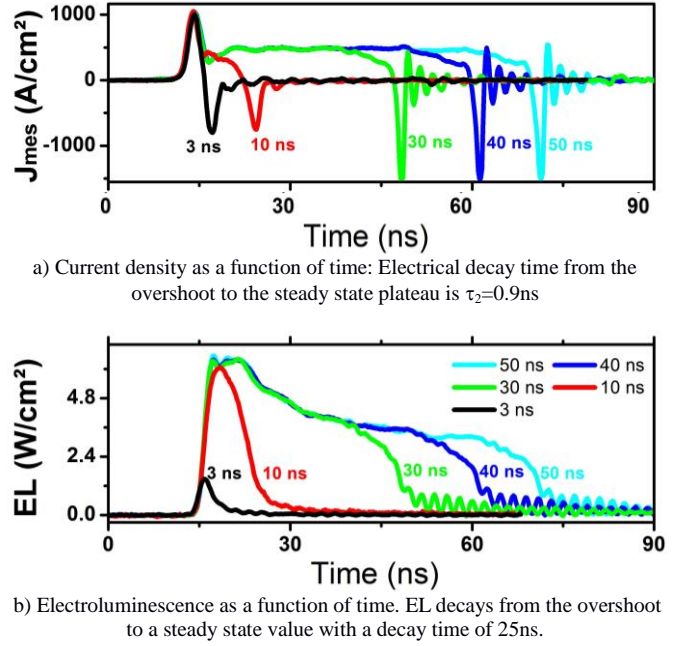 1000
0
-1000
Jmes (A/cm²)
3 ns
10 ns
30 ns
40 ns
50 ns
0 30 60 90
Time (ns)
a) Current density as a function of time: Electrical decay time from the
overshoot to the steady state plateau is τ2=0.9ns
4.8
2.4
0.0
EL (W/cm²)
50 ns 40 ns
30 ns 10 ns
3 ns
3 ns
10 ns
30 ns
40 ns
50 ns
0 30 60 90
Time (ns)
b) Electroluminescence as a function of time. EL decays from the overshoot
to a steady state value with a decay time of 25ns.